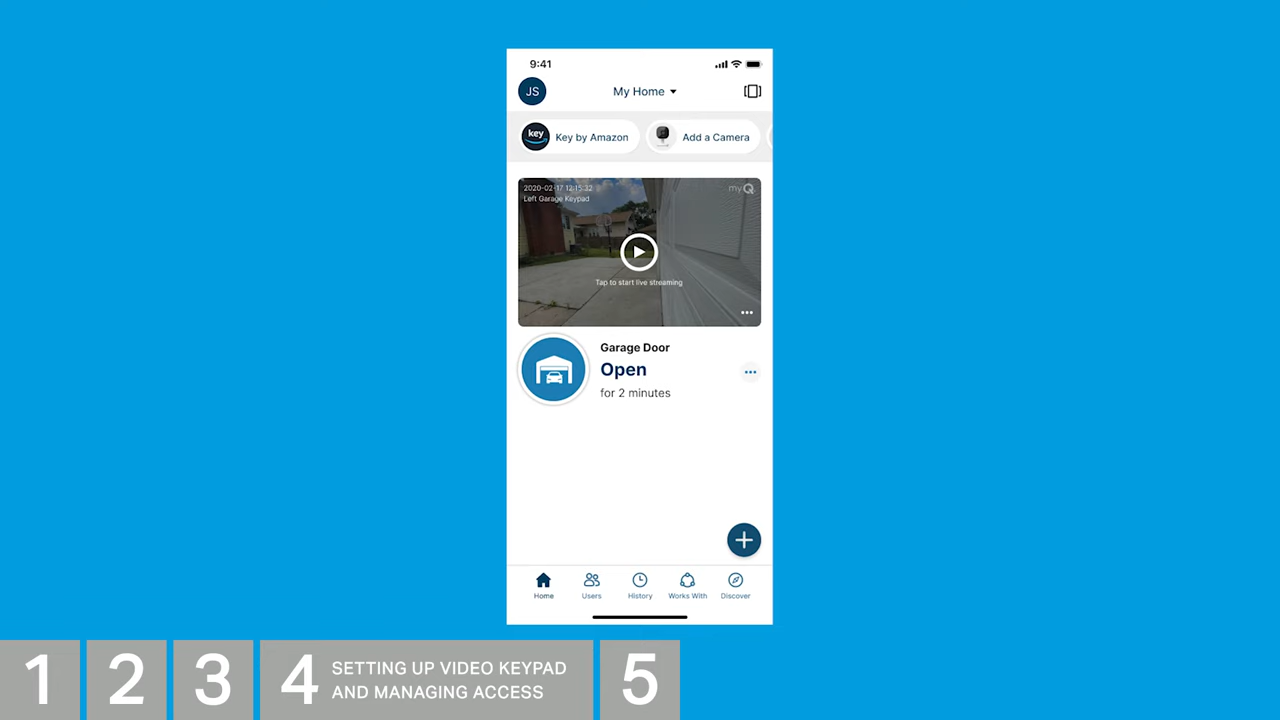 9:41
JS
My Home
key
Key by Amazon
Add a Camera
2020-02-17 12:15:32
myQ
Left Garage Keypad
Tap to start live streaming
Garage Door
Open
for 2 minutes
Home
Users
History
Works With
Discover
1
2
3
4
SETTING UP VIDEO KEYPAD
AND MANAGING ACCESS
5